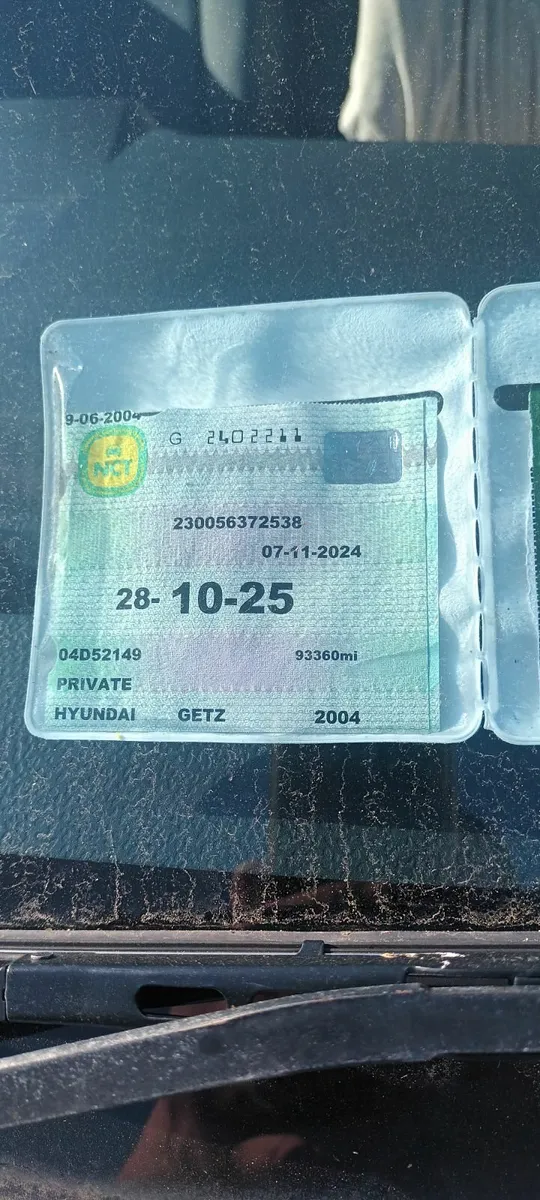 9-06-2004
G 2402211
NCT
230056372538
07-11-2024
28-10-25
04D52149 93360mi
PRIVATE
HYUNDAI GETZ 2004